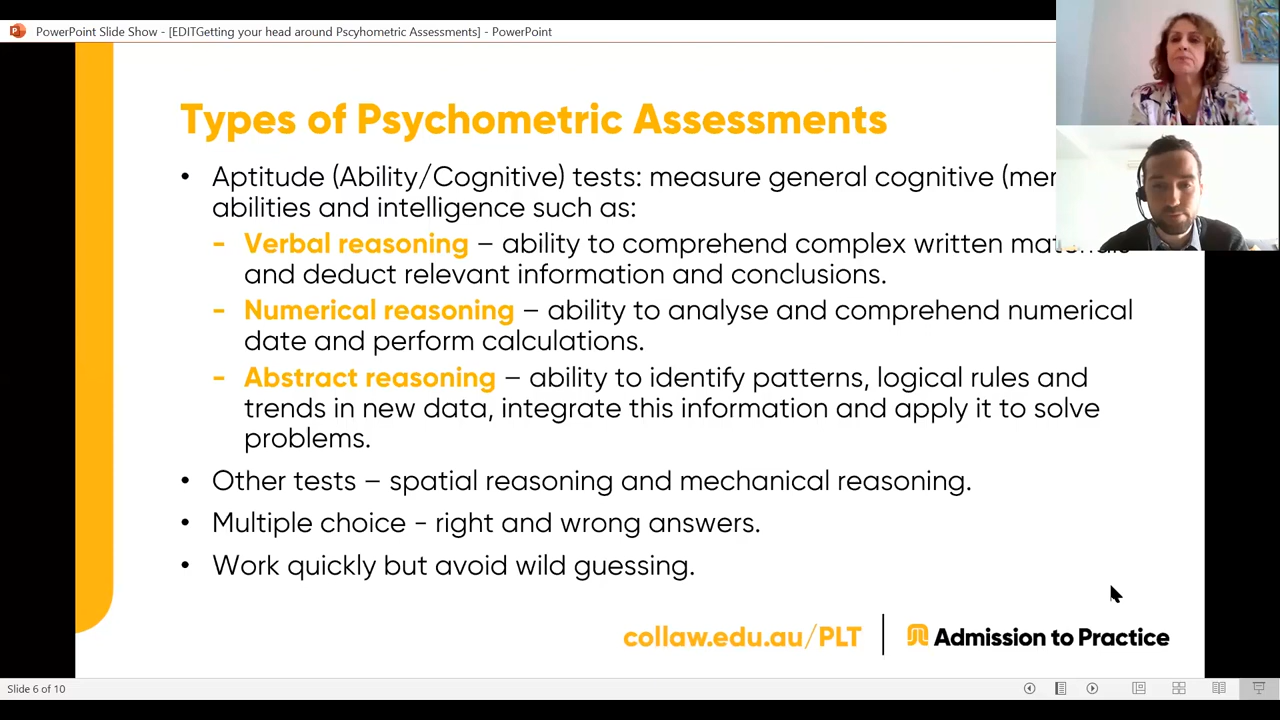 PowerPoint Slide Show - [EDITGetting your head around Pscyhometric Assessments] - PowerPoint
Types of Psychometric Assessments
• Aptitude (Ability/Cognitive) tests: measure general cognitive
abilities and intelligence such as:
- Verbal reasoning – ability to comprehend complex written
and deduct relevant information and conclusions.
- Numerical reasoning – ability to analyse and comprehend numerical
date and perform calculations.
- Abstract reasoning – ability to identify patterns, logical rules and
trends in new data, integrate this information and apply it to solve
problems.
• Other tests – spatial reasoning and mechanical reasoning.
• Multiple choice - right and wrong answers.
• Work quickly but avoid wild guessing.
collaw.edu.au/PLT
Admission to Practice
Slide 6 of 10